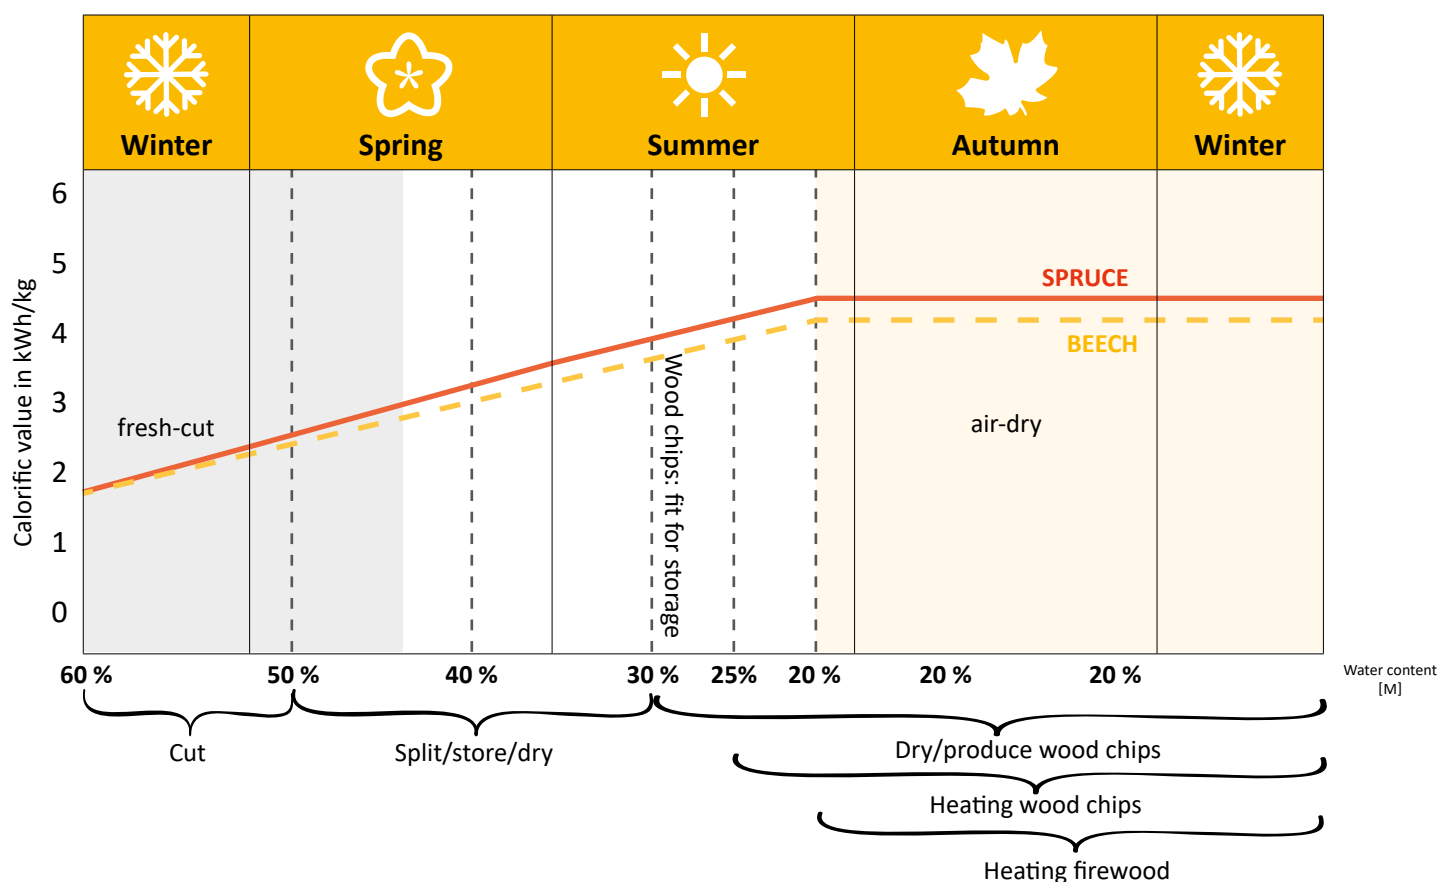 Winter
Spring
Summer
Autumn
Winter
6
5
4
3
2
1
0
Calorific value in kWh/kg
SPRUCE
BEECH
fresh-cut
Wood chips: fit for storage
air-dry
60 %
50 %
40 %
30 %
25%
20 %
20 %
20 %
Water content
[M]
Cut
Split/store/dry
Dry/produce wood chips
Heating wood chips
Heating firewood